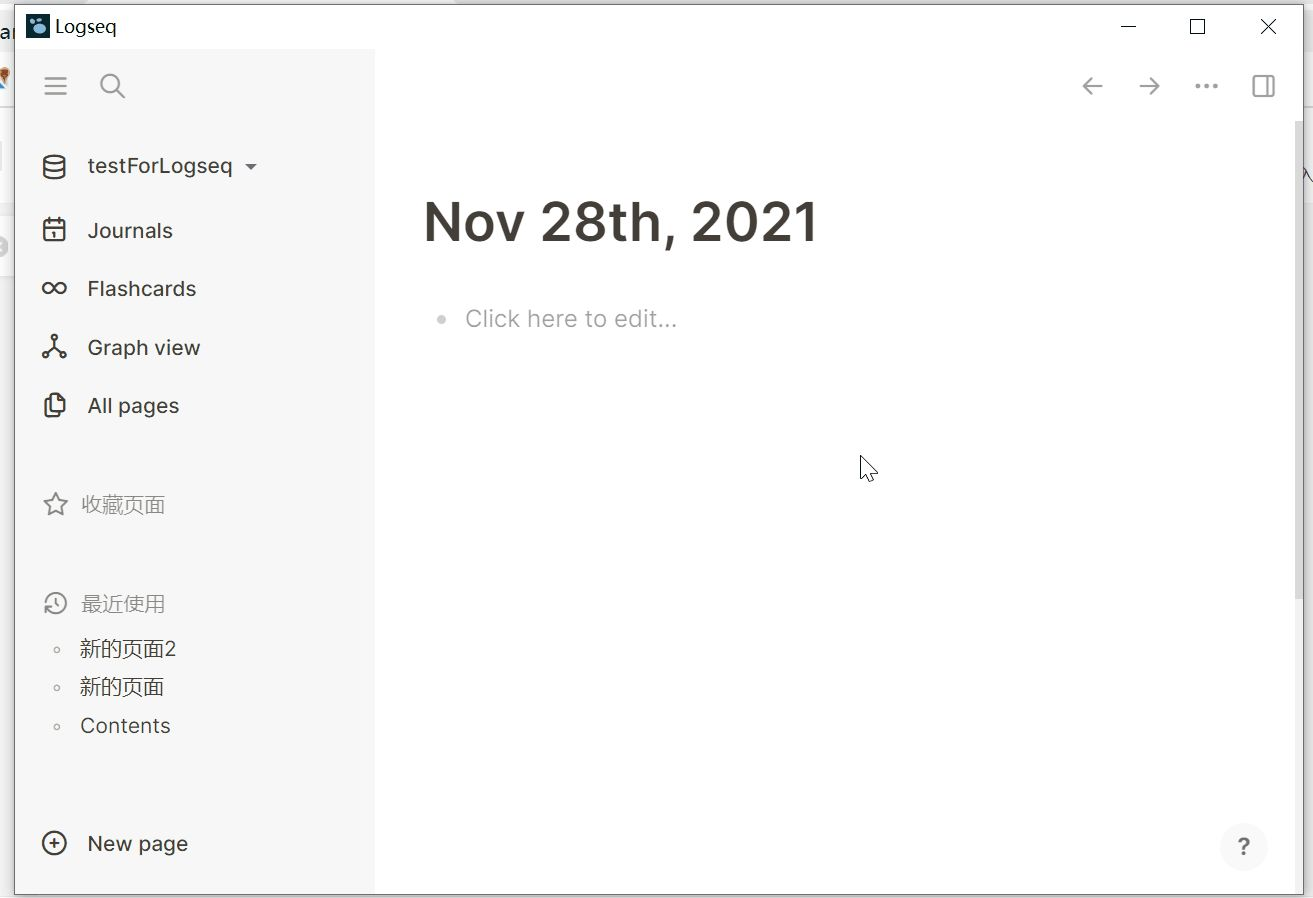 Logseq
testForLogseq
Journals
Flashcards
Graph view
All pages
收藏页面
最近使用
新的页面2
新的页面
Contents
New page
Nov 28th, 2021
Click here to edit...
?